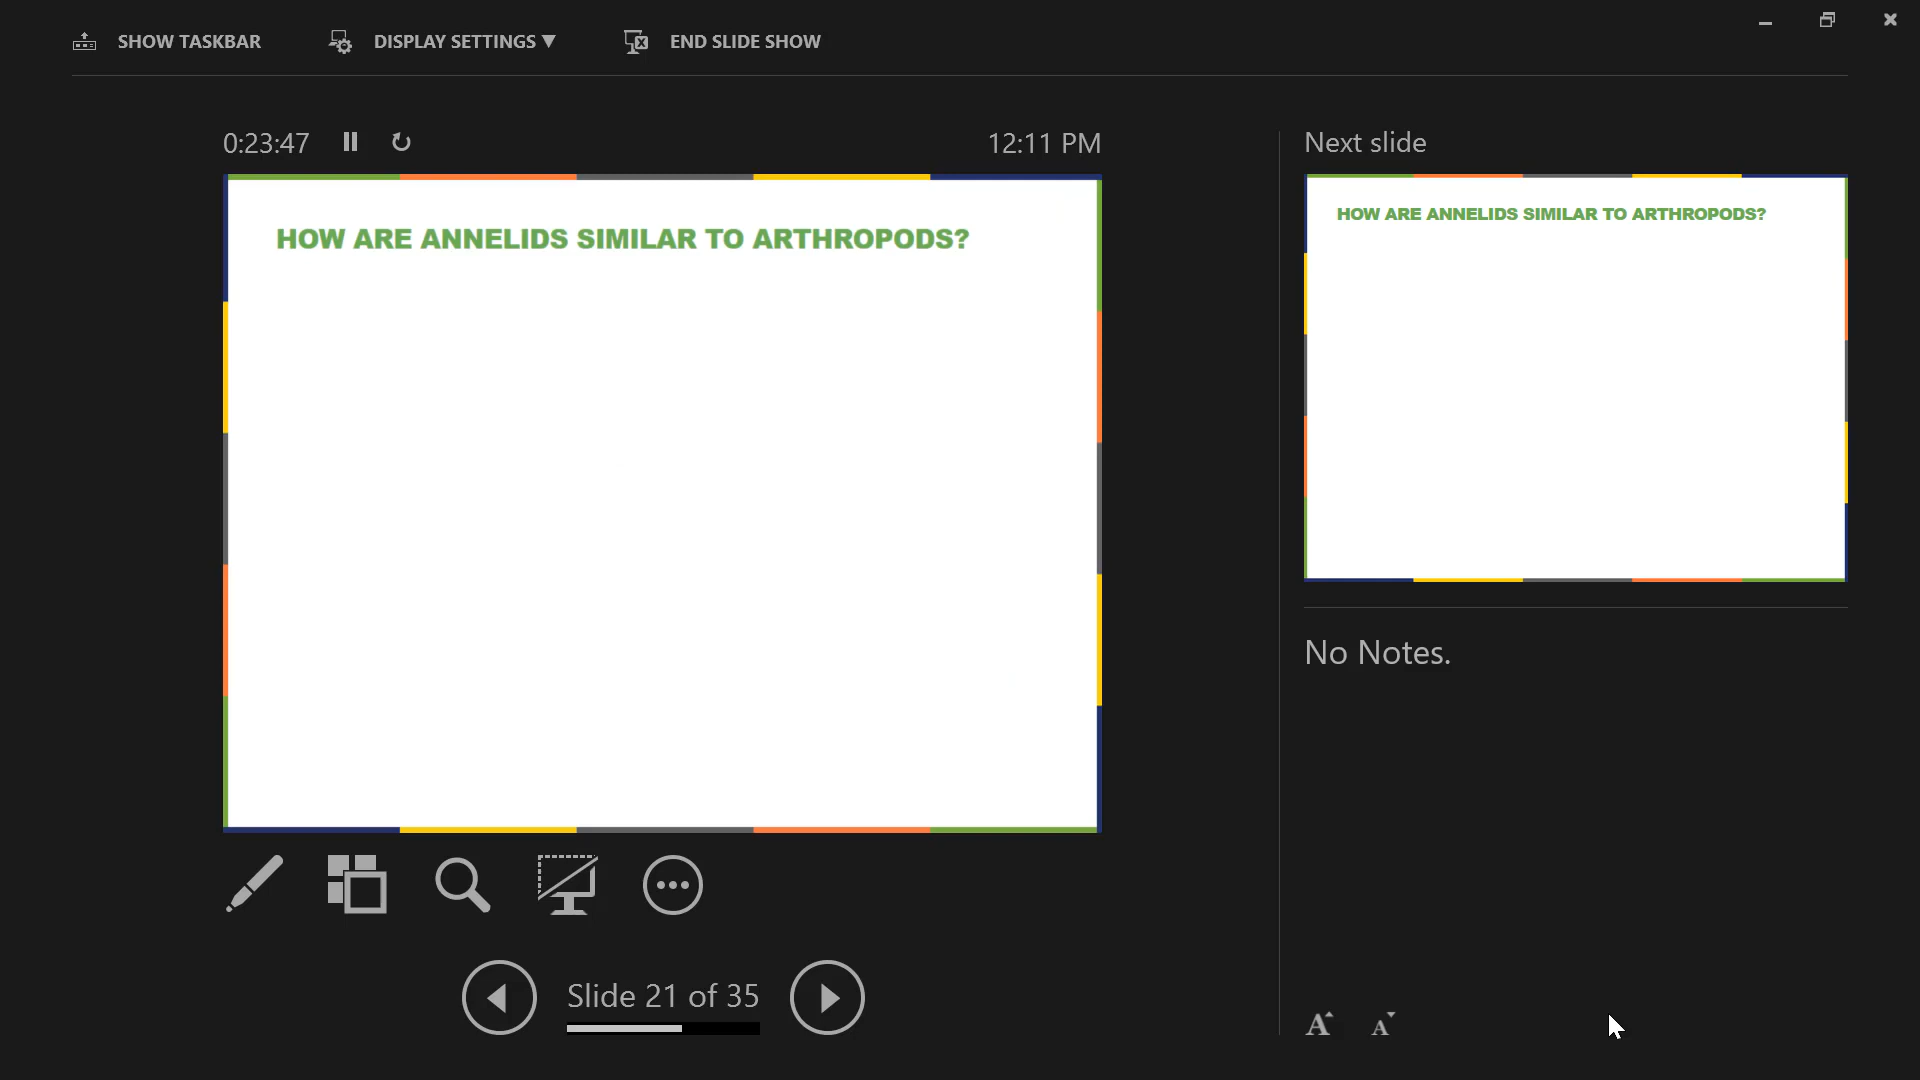 SHOW TASKBAR
DISPLAY SETTINGS ▼
END SLIDE SHOW
0:23:47
12:11 PM
Next slide
HOW ARE ANNELIDS SIMILAR TO ARTHROPODS?
HOW ARE ANNELIDS SIMILAR TO ARTHROPODS?
No Notes.
Slide 21 of 35
A A